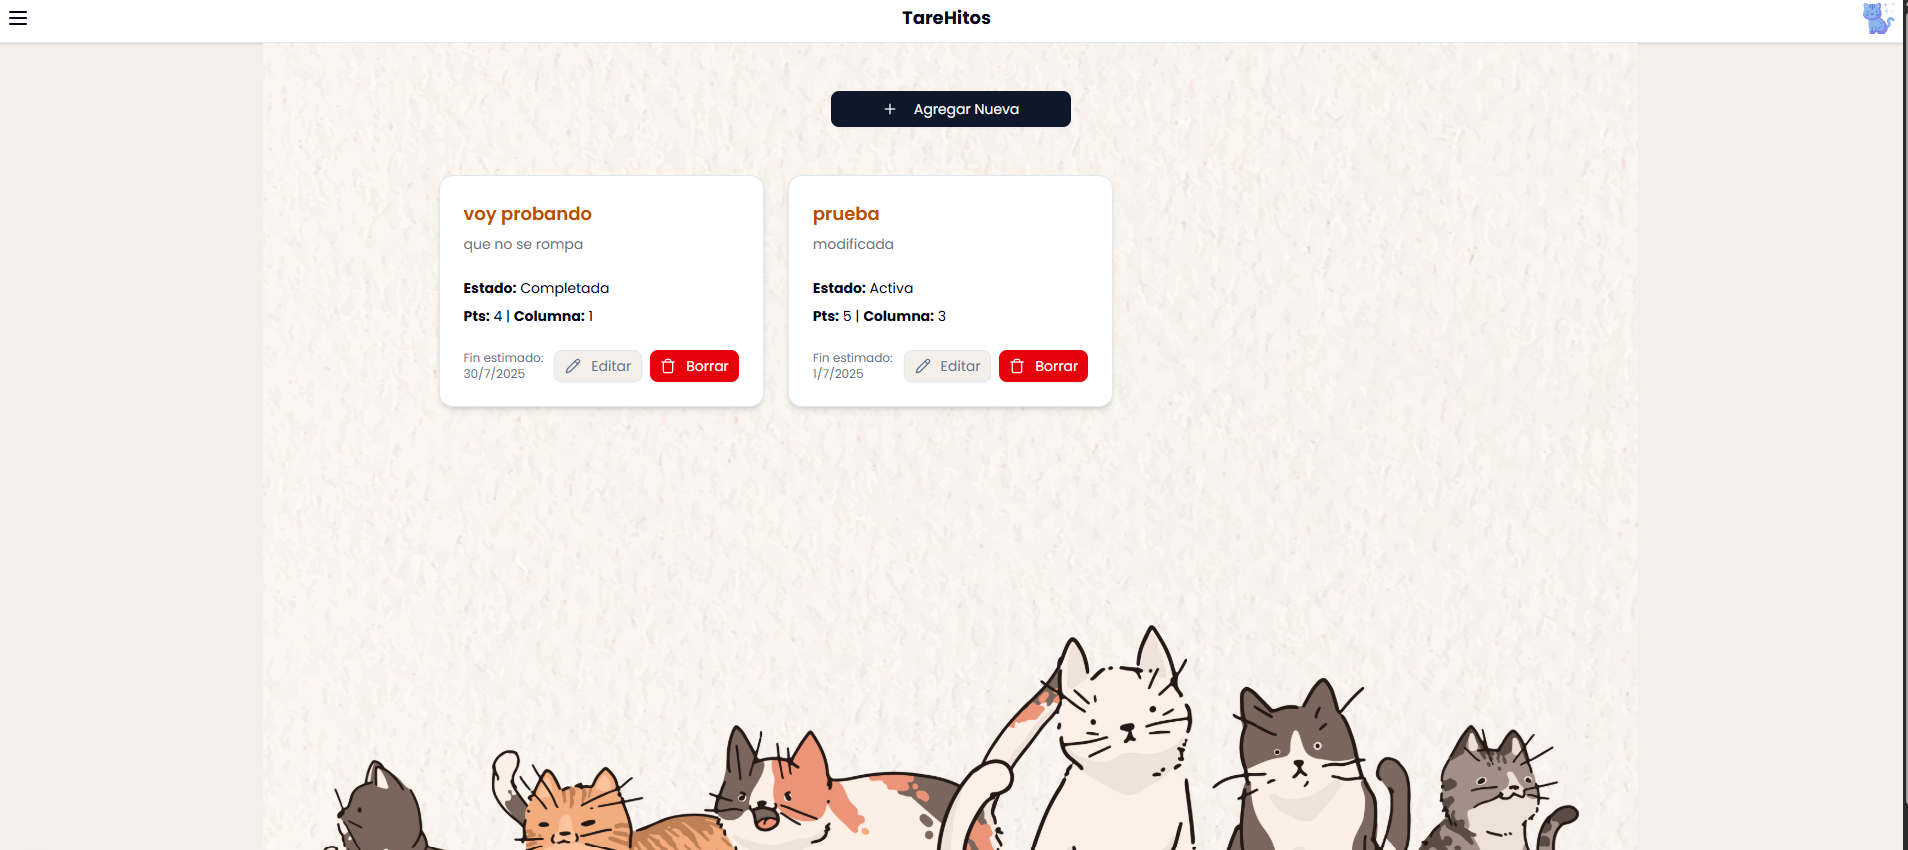 TareHitos
Agregar Nueva
voy probando
que no se rompa
Estado: Completada
Pts: 4 | Columna: 1
Fin estimado:
30/7/2025
Editar
Borrar
prueba
modificada
Estado: Activa
Pts: 5 | Columna: 3
Fin estimado:
1/7/2025
Editar
Borrar